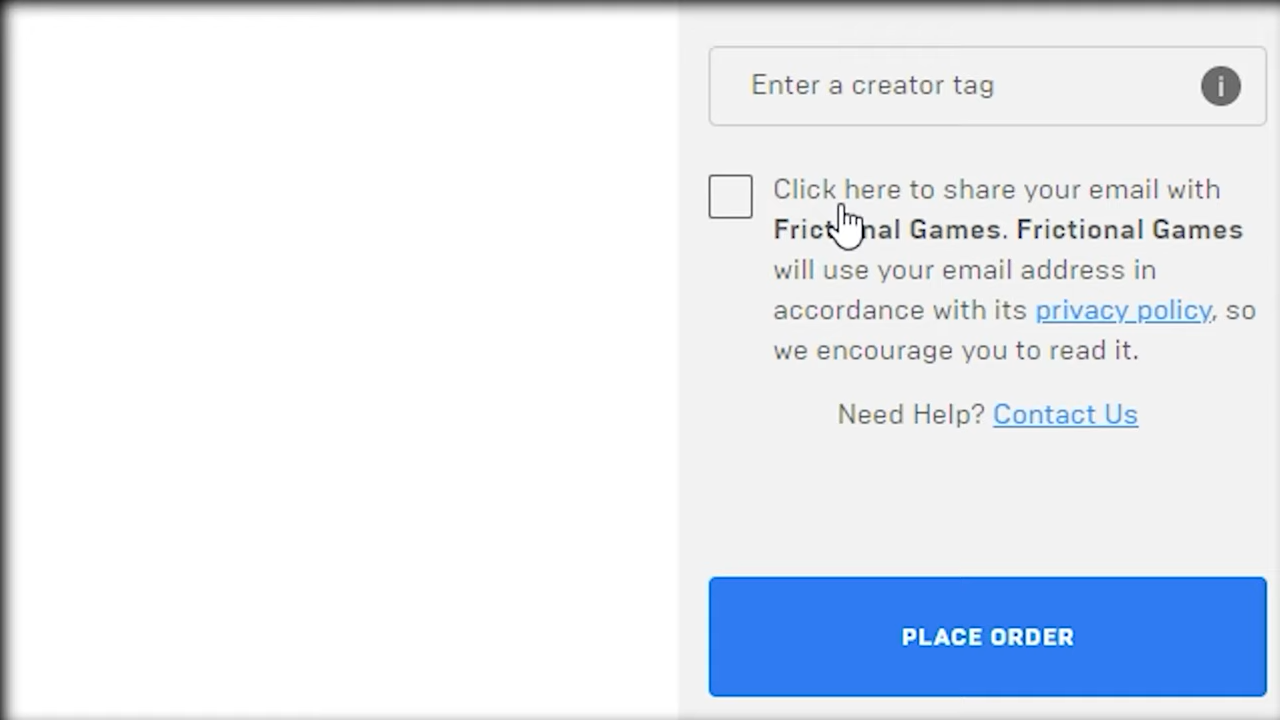 Enter a creator tag
i
Click here to share your email with
Frictional Games. Frictional Games
will use your email address in
accordance with its privacy policy, so
we encourage you to read it.
Need Help? Contact Us
PLACE ORDER